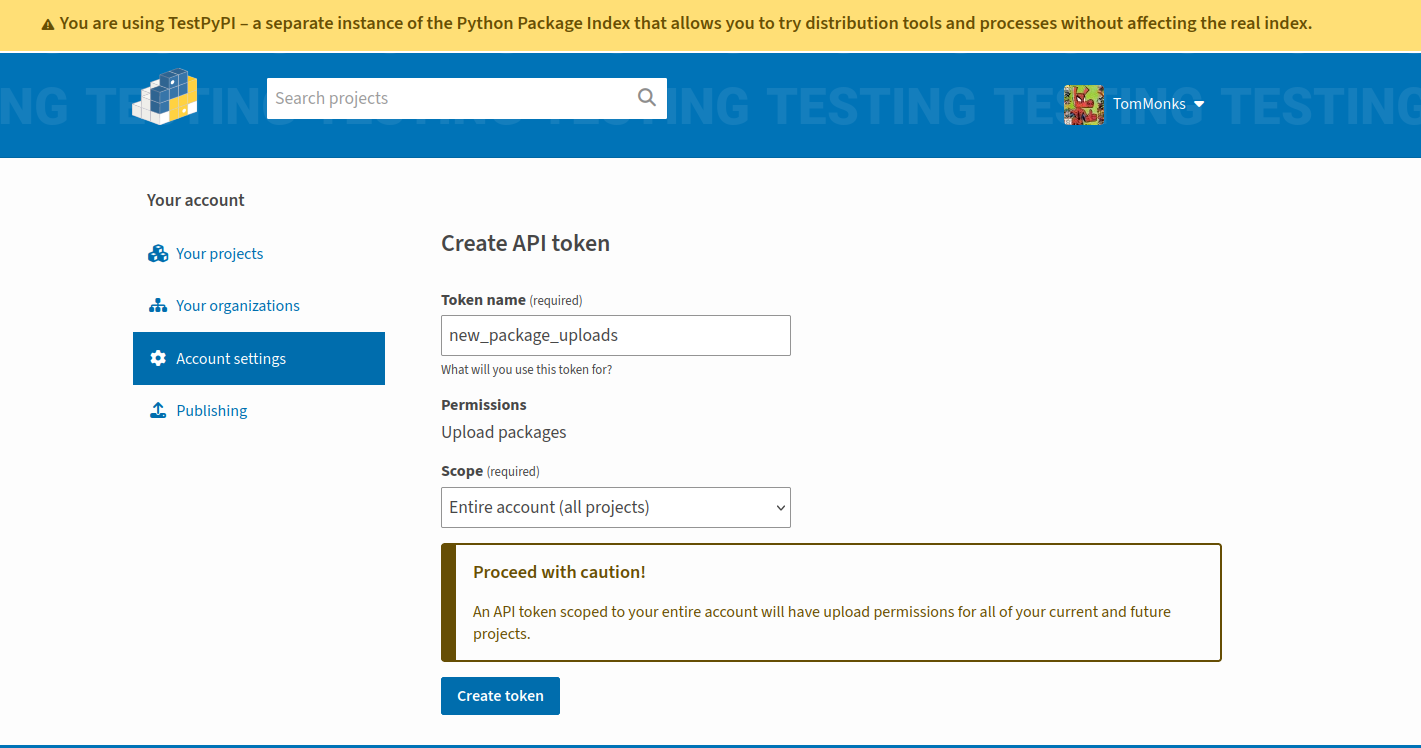 You are using TestPyPI – a separate instance of the Python Package Index that allows you to try distribution tools and processes without affecting the real index.
NG TESTING TESTING TESTING TESTING TESTING
Search projects
TomMonks
Your account
Your projects
Your organizations
Account settings
Publishing
Create API token
Token name (required)
new_package_uploads
What will you use this token for?
Permissions
Upload packages
Scope (required)
Entire account (all projects)
Proceed with caution!
An API token scoped to your entire account will have upload permissions for all of your current and future
projects.
Create token